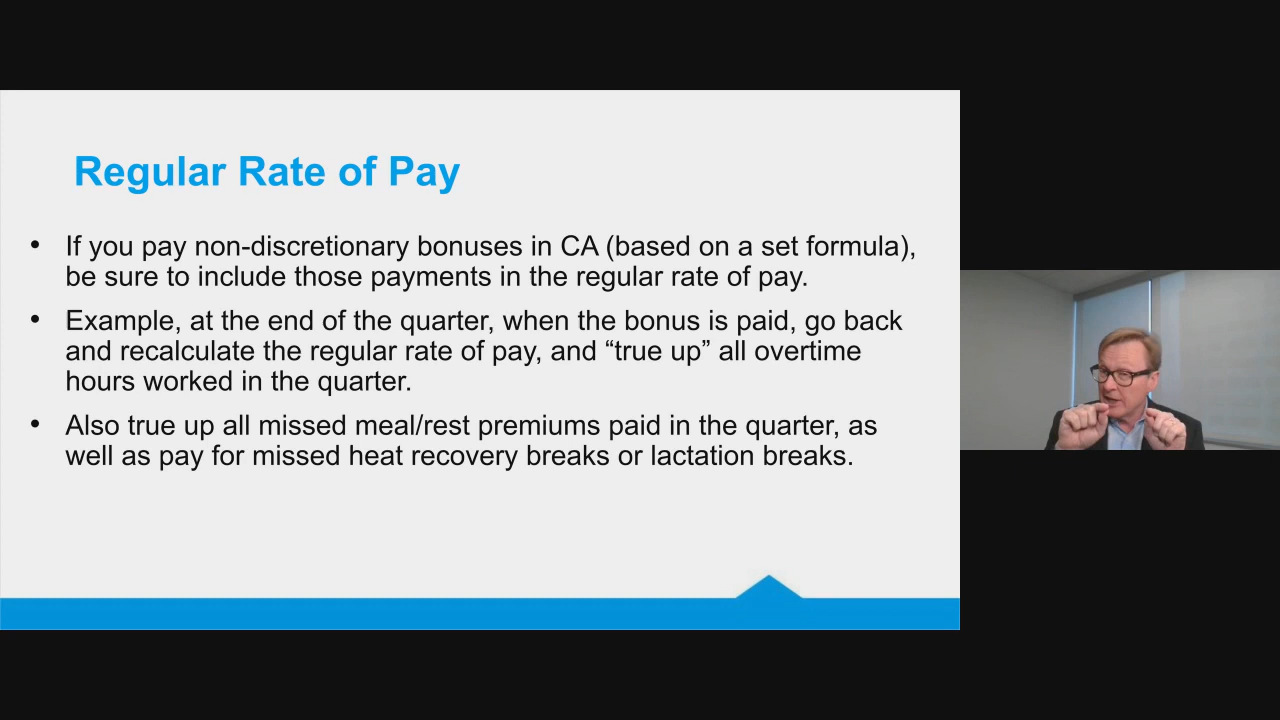 Regular Rate of Pay
• If you pay non-discretionary bonuses in CA (based on a set formula),
be sure to include those payments in the regular rate of pay.
• Example, at the end of the quarter, when the bonus is paid, go back
and recalculate the regular rate of pay, and “true up” all overtime
hours worked in the quarter.
• Also true up all missed meal/rest premiums paid in the quarter, as
well as pay for missed heat recovery breaks or lactation breaks.